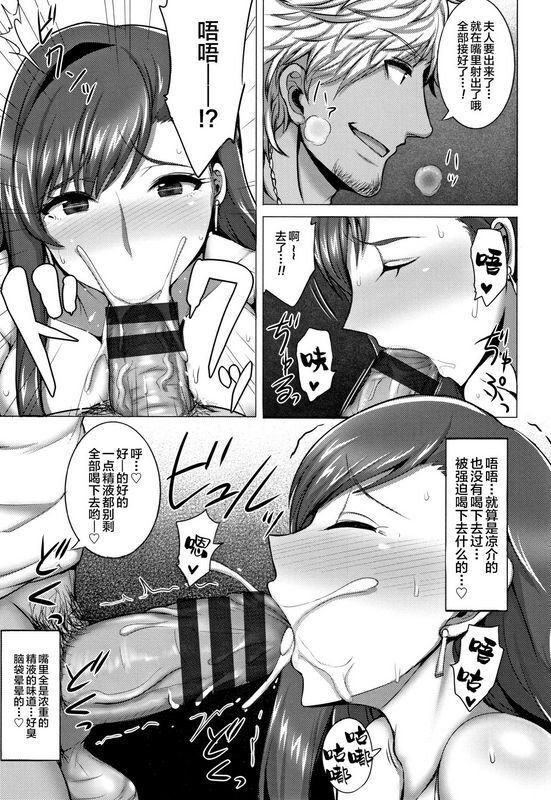 夫人要出来了…
就在嘴里射出了哦
全部接好了…！
唔唔
——!?
唔♥
啊~~
去了…!!
呋♥
唔唔…就算是凉介的
也没有喝下去过…
被强迫喝下去什么的…♡
呼…♡
好—的好的
一点精液都别剩
全部喝下去哟—♡
嗯♥
唔咕
咕嘟
咕嘟
嘴里全是浓重的
精液的味道…好臭
脑袋晕晕的…♡